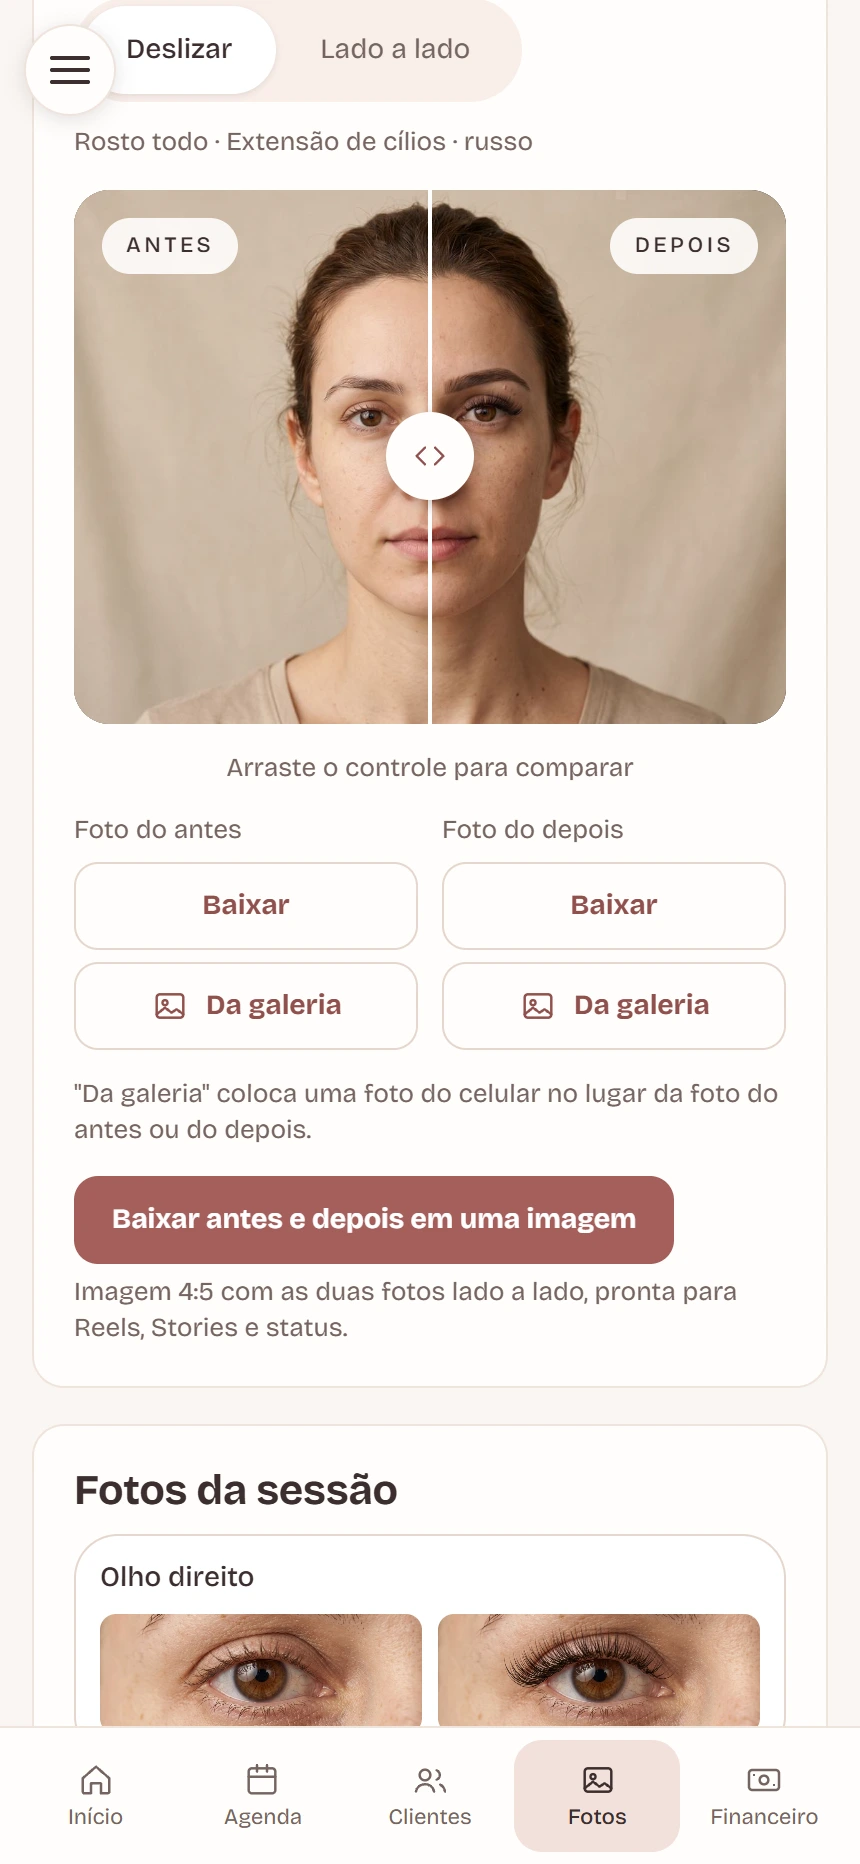 Deslizar
Lado a lado
Rosto todo · Extensão de cílios · russo
ANTES
DEPOIS
Arraste o controle para comparar
Foto do antes
Foto do depois
Baixar
Baixar
Da galeria
Da galeria
"Da galeria" coloca uma foto do celular no lugar da foto do
antes ou do depois.
Baixar antes e depois em uma imagem
Imagem 4:5 com as duas fotos lado a lado, pronta para
Reels, Stories e status.
Fotos da sessão
Olho direito
Início
Agenda
Clientes
Fotos
Financeiro